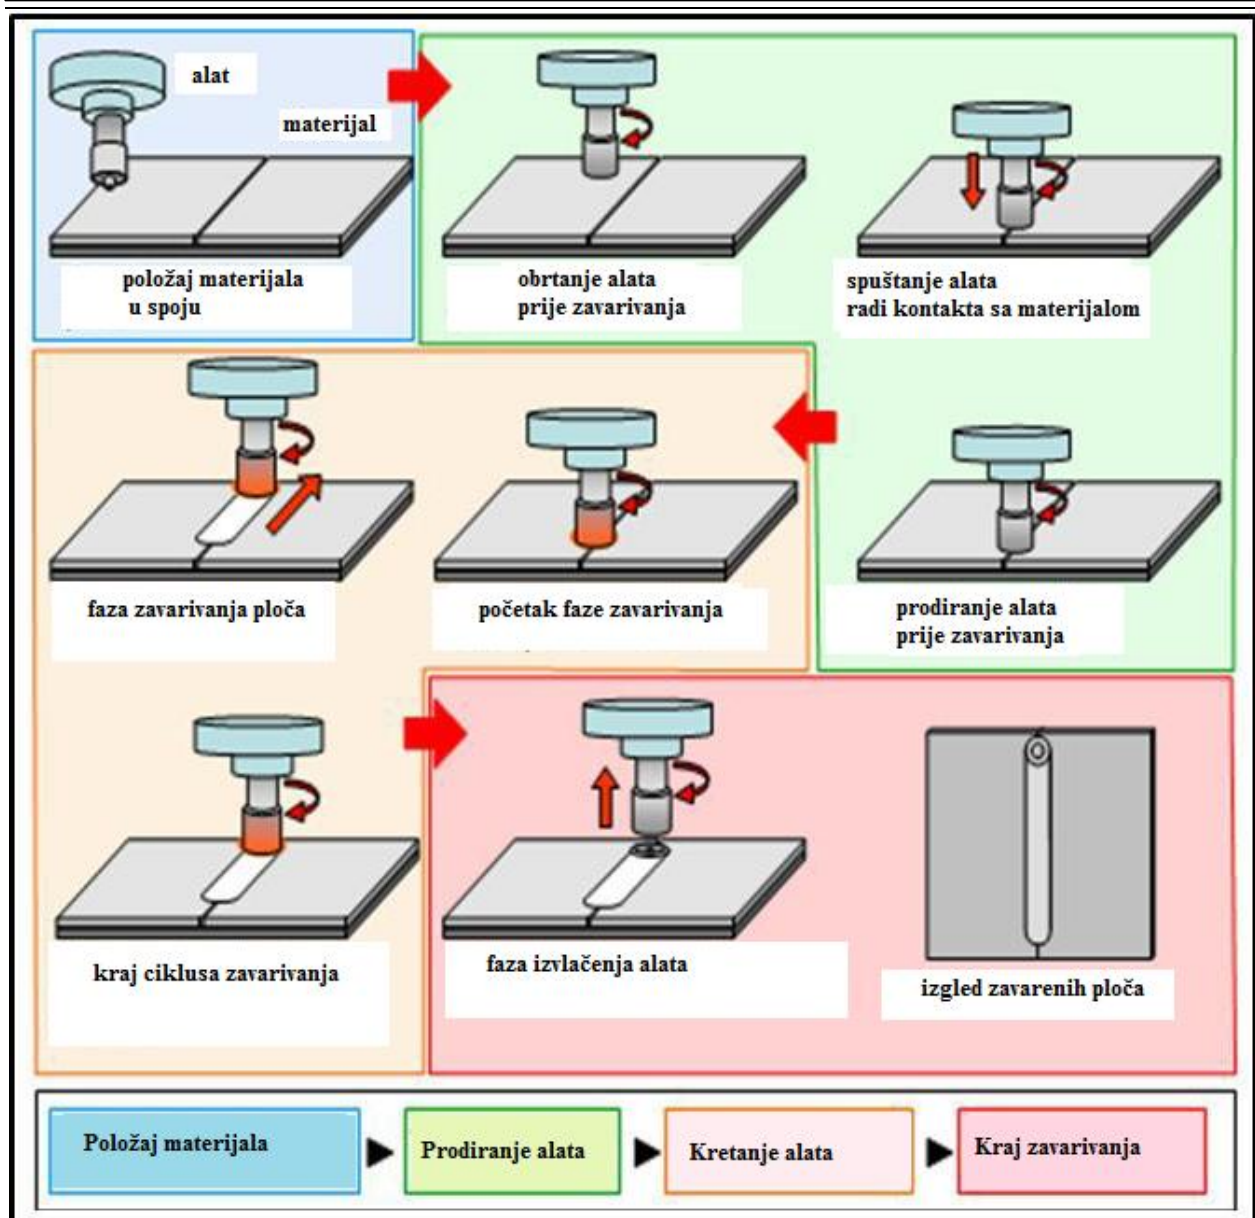 alat
materijal
položaj materijala
u spoju
obrtanje alata
prije zavarivanja
spuštanje alata
radi kontakta sa materijalom
faza zavarivanja ploča
početak faze zavarivanja
prodiranje alata
prije zavarivanja
kraj ciklusa zavarivanja
faza izvlačenja alata
izgled zavarenih ploča
Položaj materijala
Prodiranje alata
Kretanje alata
Kraj zavarivanja